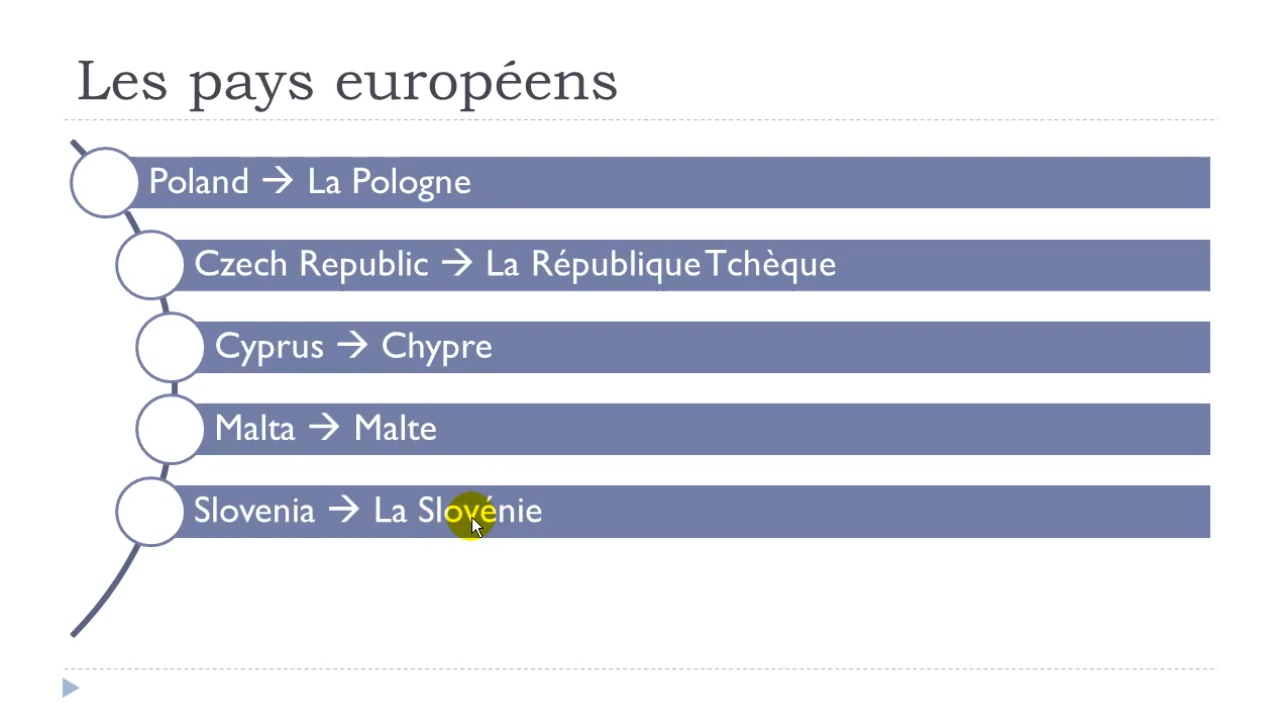 Les pays européens
Poland → La Pologne
Czech Republic → La République Tchèque
Cyprus → Chypre
Malta → Malte
Slovenia → La Slovénie